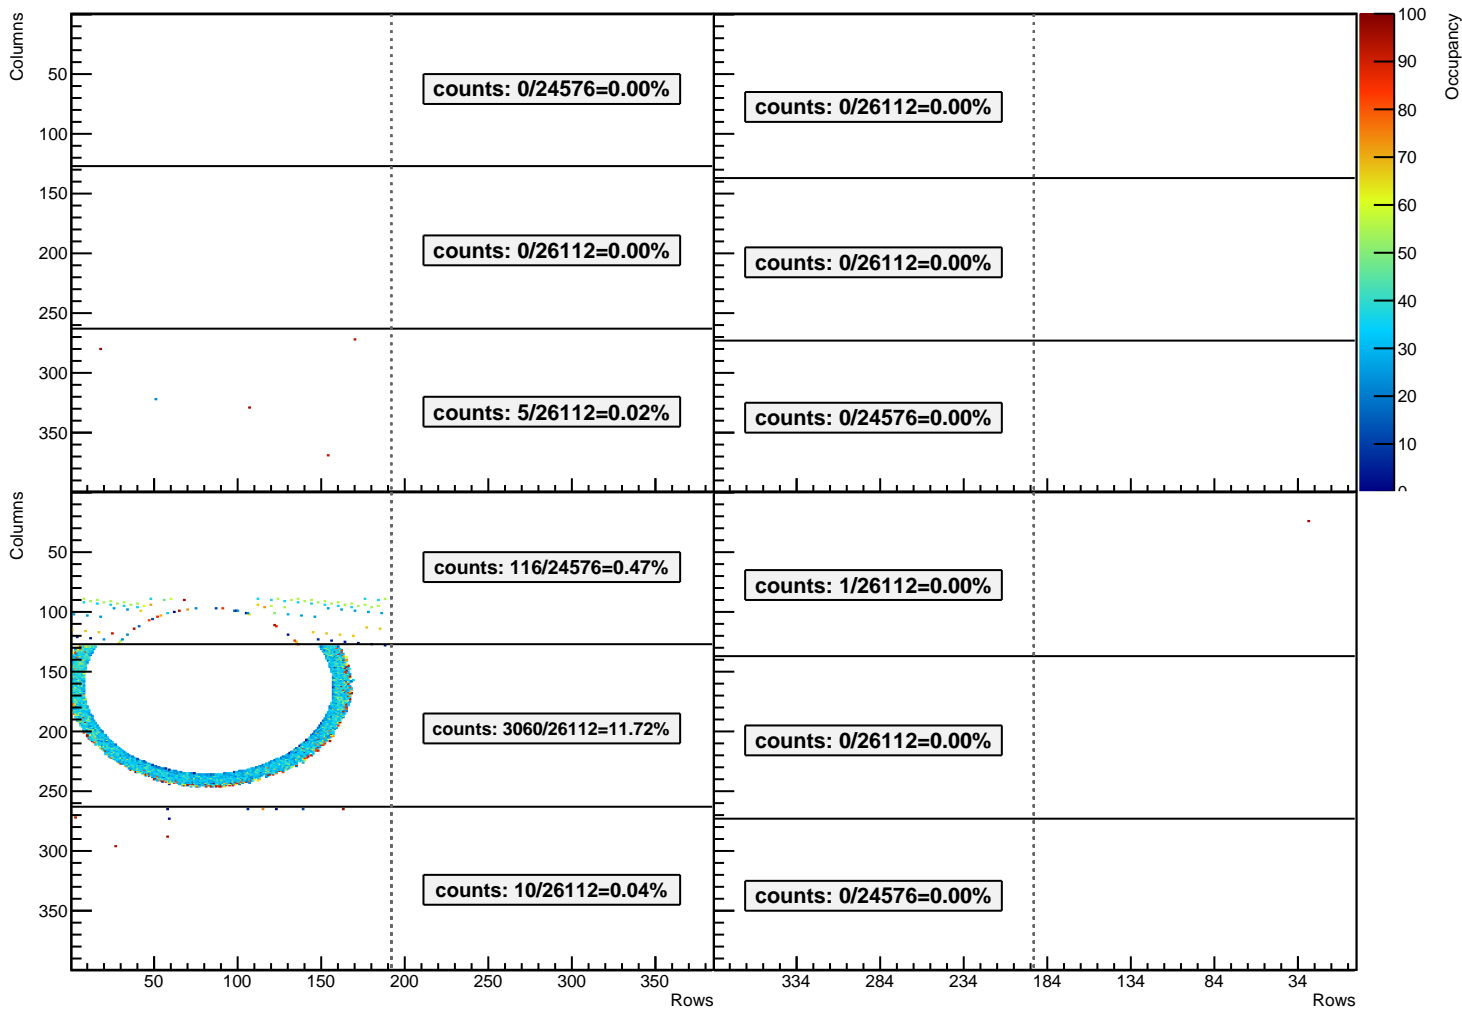 Columns
50
100
150
200
250
300
350
counts: 0/24576=0.00%
counts: 0/26112=0.00%
counts: 5/26112=0.02%
counts: 0/26112=0.00%
counts: 0/26112=0.00%
counts: 0/24576=0.00%
100
90
80
70
60
50
40
30
20
10
0
Occupancy
Columns
50
100
150
200
250
300
350
counts: 116/24576=0.47%
counts: 3060/26112=11.72%
counts: 10/26112=0.04%
50 100 150 200 250 300 350
Rows
counts: 1/26112=0.00%
counts: 0/26112=0.00%
counts: 0/24576=0.00%
334 284 234 184 134 84 34
Rows